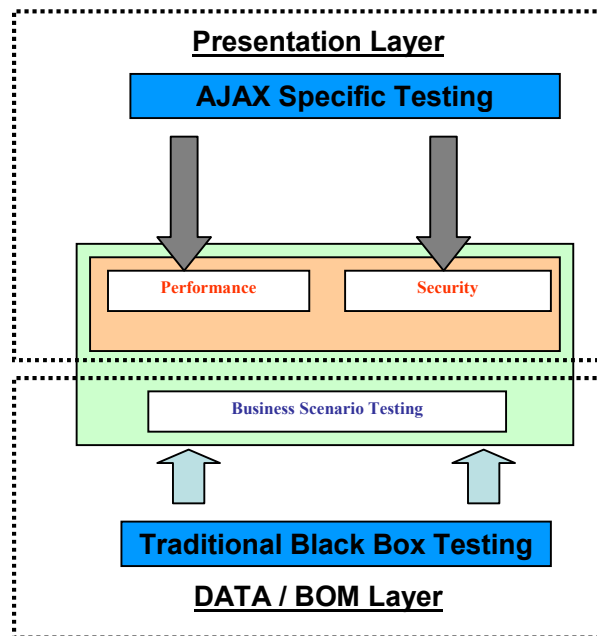 Presentation Layer
AJAX Specific Testing
Performance
Security
Business Scenario Testing
Traditional Black Box Testing
DATA / BOM Layer